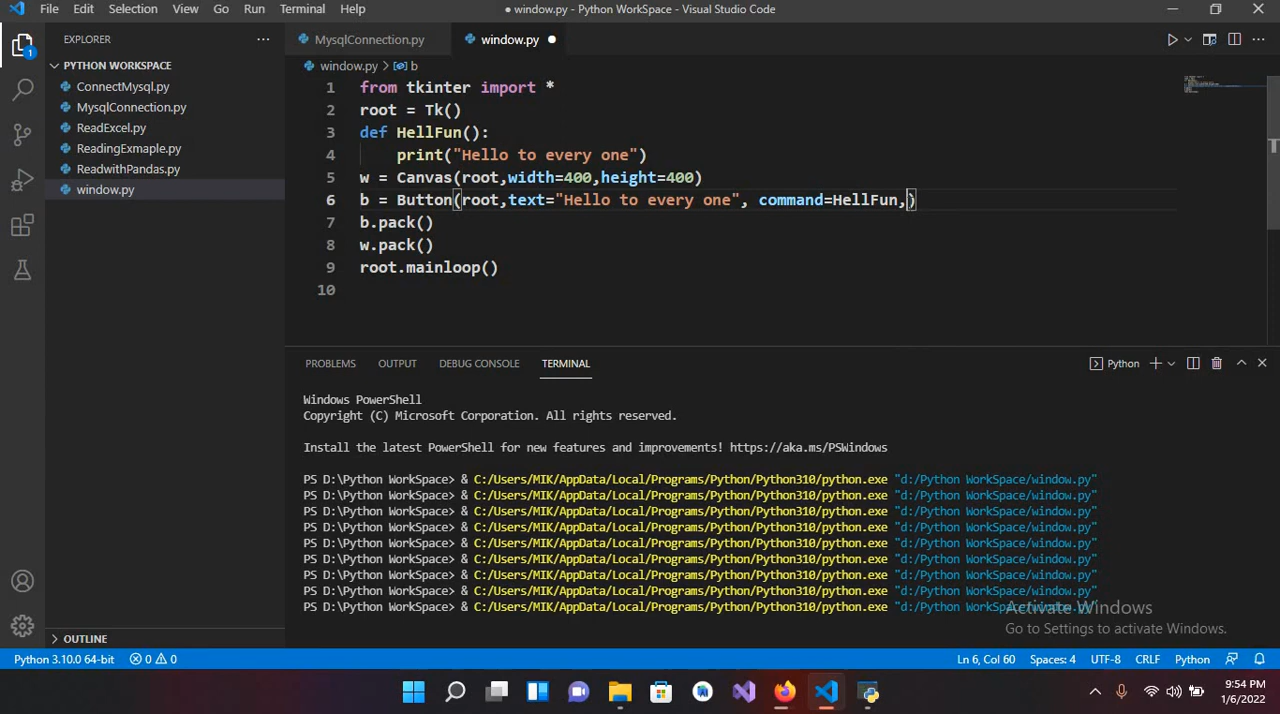 File Edit Selection View Go Run Terminal Help
● window.py - Python WorkSpace - Visual Studio Code
EXPLORER
MysqlConnection.py
window.py
PYTHON WORKSPACE
window.py > b
ConnectMysql.py
MysqlConnection.py
ReadExcel.py
ReadingExmaple.py
ReadwithPandas.py
window.py
1 from tkinter import *
2 root = Tk()
3 def HellFun():
4     print("Hello to every one")
5 w = Canvas(root,width=400,height=400)
6 b = Button(root,text="Hello to every one", command=HellFun,)
7 b.pack()
8 w.pack()
9 root.mainloop()
10
PROBLEMS OUTPUT DEBUG CONSOLE TERMINAL
Python
Windows PowerShell
Copyright (C) Microsoft Corporation. All rights reserved.
Install the latest PowerShell for new features and improvements! https://aka.ms/PSWindows
PS D:\Python WorkSpace> & C:/Users/MIK/AppData/Local/Programs/Python/Python310/python.exe "d:/Python WorkSpace/window.py"
PS D:\Python WorkSpace> & C:/Users/MIK/AppData/Local/Programs/Python/Python310/python.exe "d:/Python WorkSpace/window.py"
PS D:\Python WorkSpace> & C:/Users/MIK/AppData/Local/Programs/Python/Python310/python.exe "d:/Python WorkSpace/window.py"
PS D:\Python WorkSpace> & C:/Users/MIK/AppData/Local/Programs/Python/Python310/python.exe "d:/Python WorkSpace/window.py"
PS D:\Python WorkSpace> & C:/Users/MIK/AppData/Local/Programs/Python/Python310/python.exe "d:/Python WorkSpace/window.py"
PS D:\Python WorkSpace> & C:/Users/MIK/AppData/Local/Programs/Python/Python310/python.exe "d:/Python WorkSpace/window.py"
PS D:\Python WorkSpace> & C:/Users/MIK/AppData/Local/Programs/Python/Python310/python.exe "d:/Python WorkSpace/window.py"
PS D:\Python WorkSpace> & C:/Users/MIK/AppData/Local/Programs/Python/Python310/python.exe "d:/Python WorkSpace/window.py"
PS D:\Python WorkSpace> & C:/Users/MIK/AppData/Local/Programs/Python/Python310/python.exe "d:/Python WorkSpace/window.py"
Activate Windows
Go to Settings to activate Windows.
OUTLINE
Python 3.10.0 64-bit 0 0
Ln 6, Col 60 Spaces: 4 UTF-8 CRLF Python
1
9:54 PM
1/6/2022